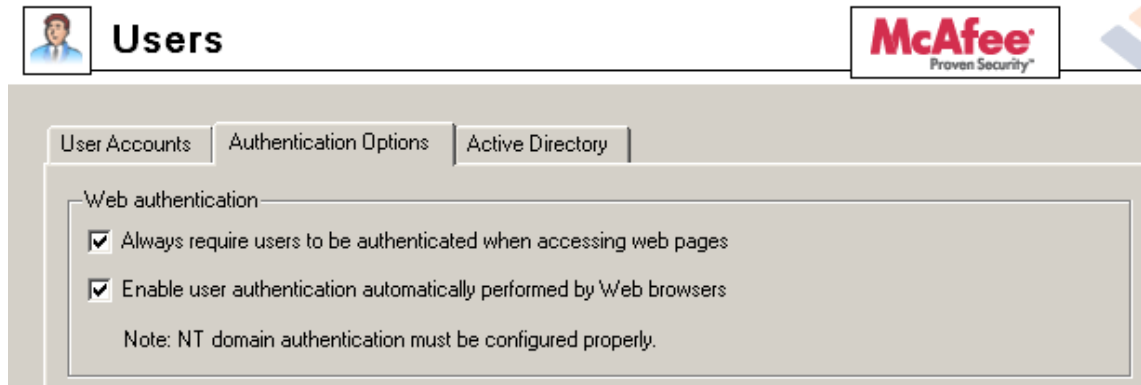 Users
McAfee®
Proven Security™
User Accounts
Authentication Options
Active Directory
Web authentication
Always require users to be authenticated when accessing web pages
Enable user authentication automatically performed by Web browsers
Note: NT domain authentication must be configured properly.